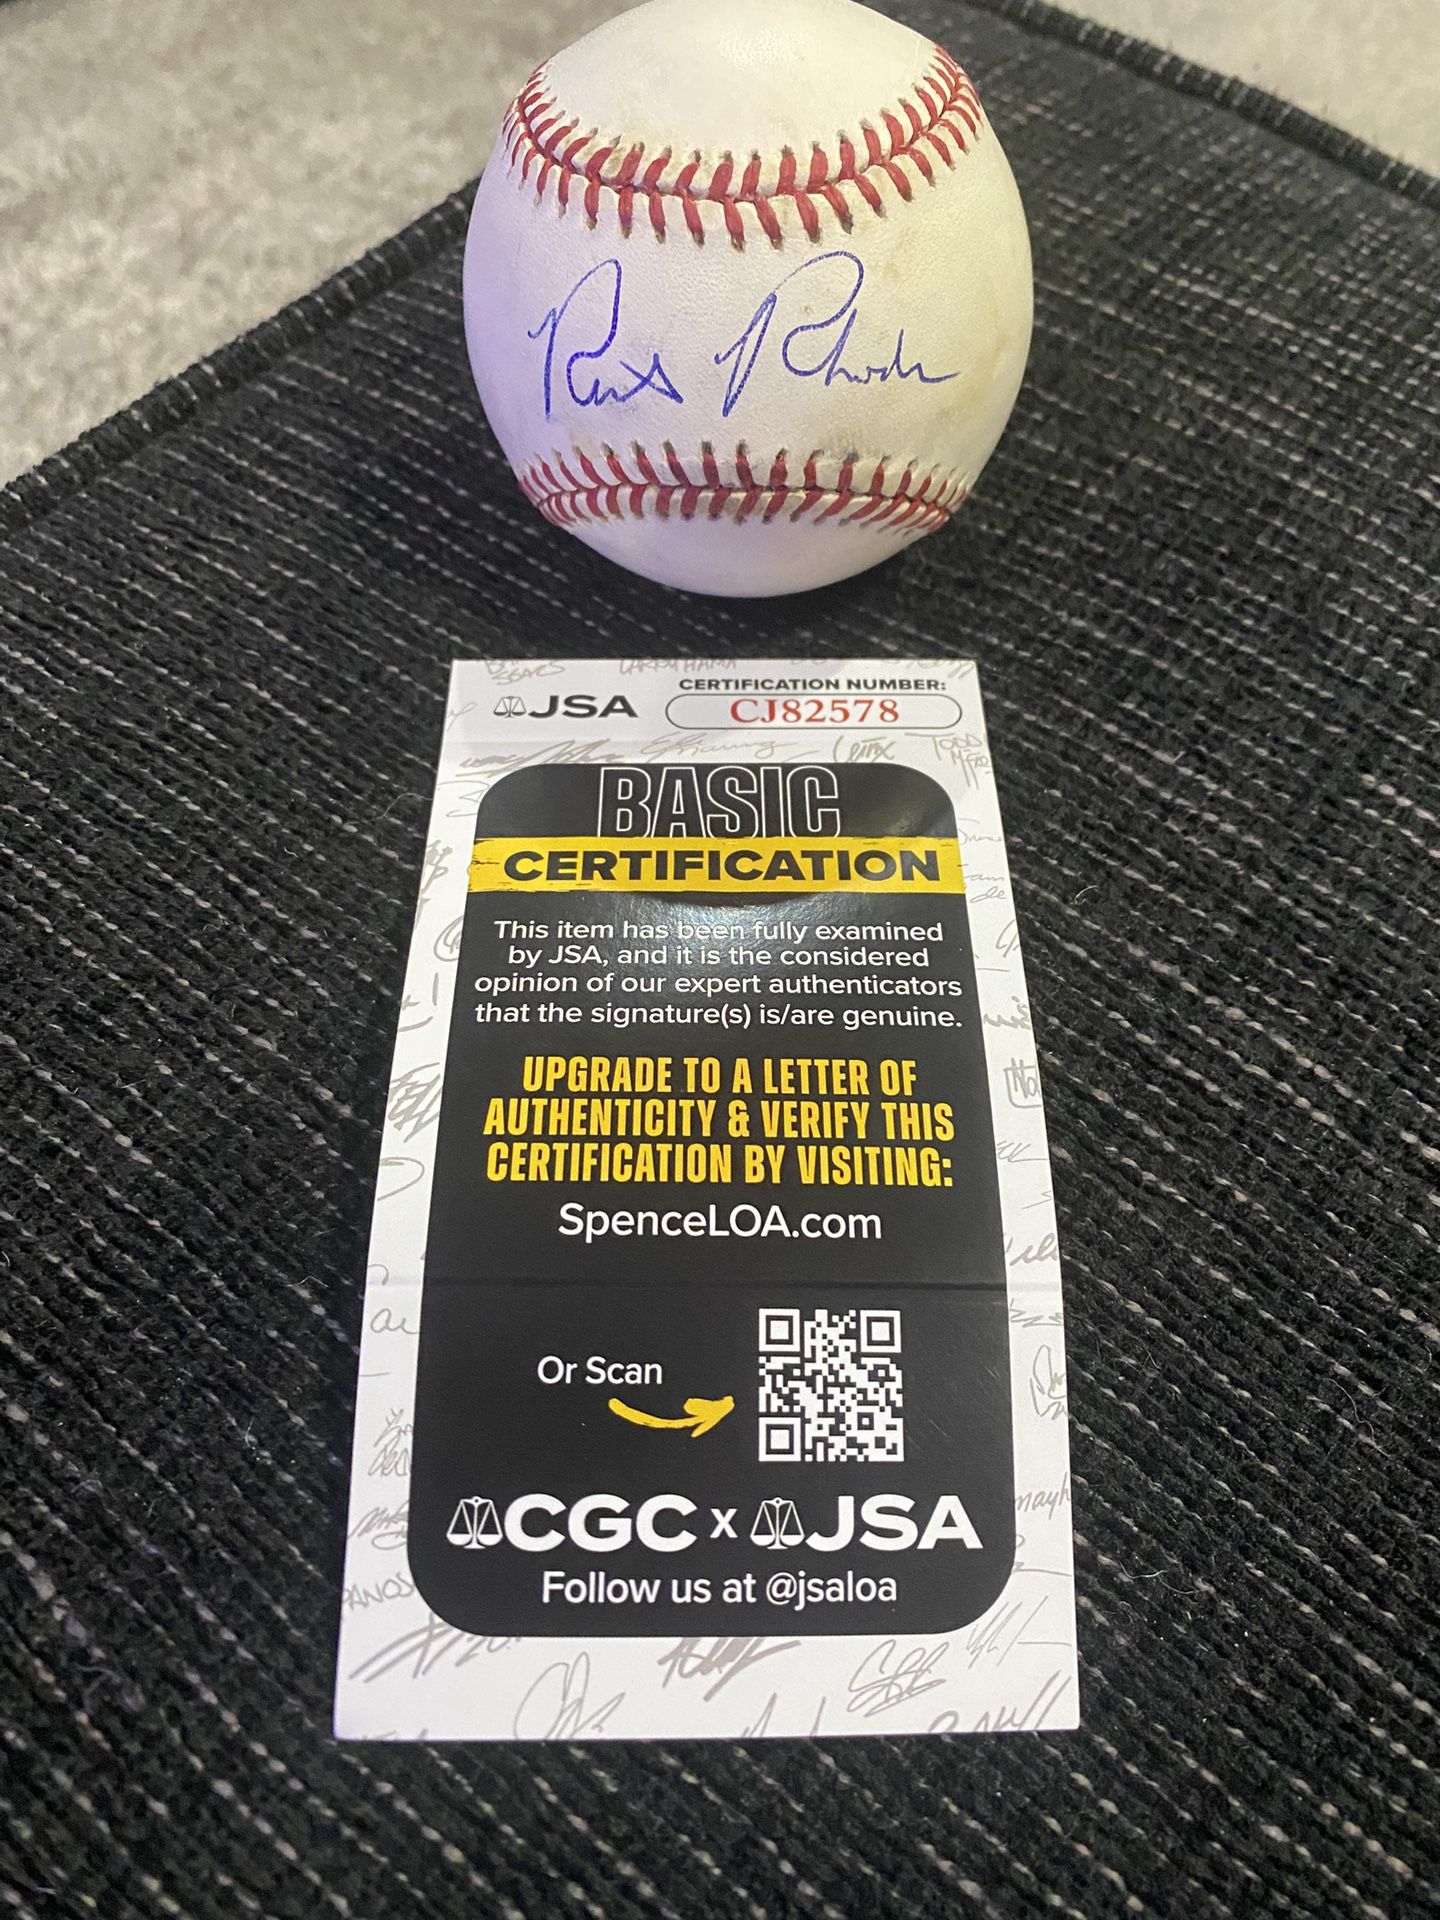 JSA
CERTIFICATION NUMBER:
CJ82578
BASIC
CERTIFICATION
This item has been fully examined
by JSA, and it is the considered
opinion of our expert authenticators
that the signature(s) is/are genuine.
UPGRADE TO A LETTER OF
AUTHENTICITY & VERIFY THIS
CERTIFICATION BY VISITING:
SpenceLOA.com
Or Scan
CGC x JSA
Follow us at @jsaloa